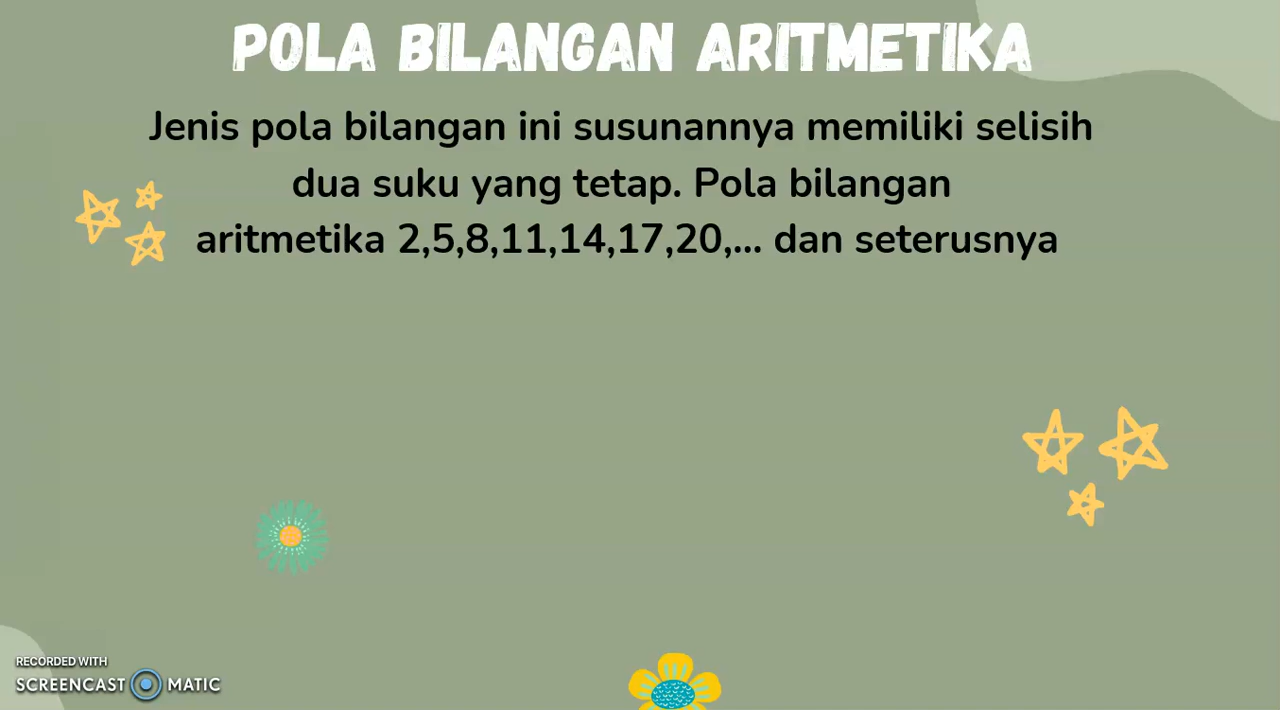 POLA BILANGAN ARITMETIKA
Jenis pola bilangan ini susunannya memiliki selisih
dua suku yang tetap. Pola bilangan
aritmetika 2,5,8,11,14,17,20,... dan seterusnya
RECORDED WITH
SCREENCAST MATIC